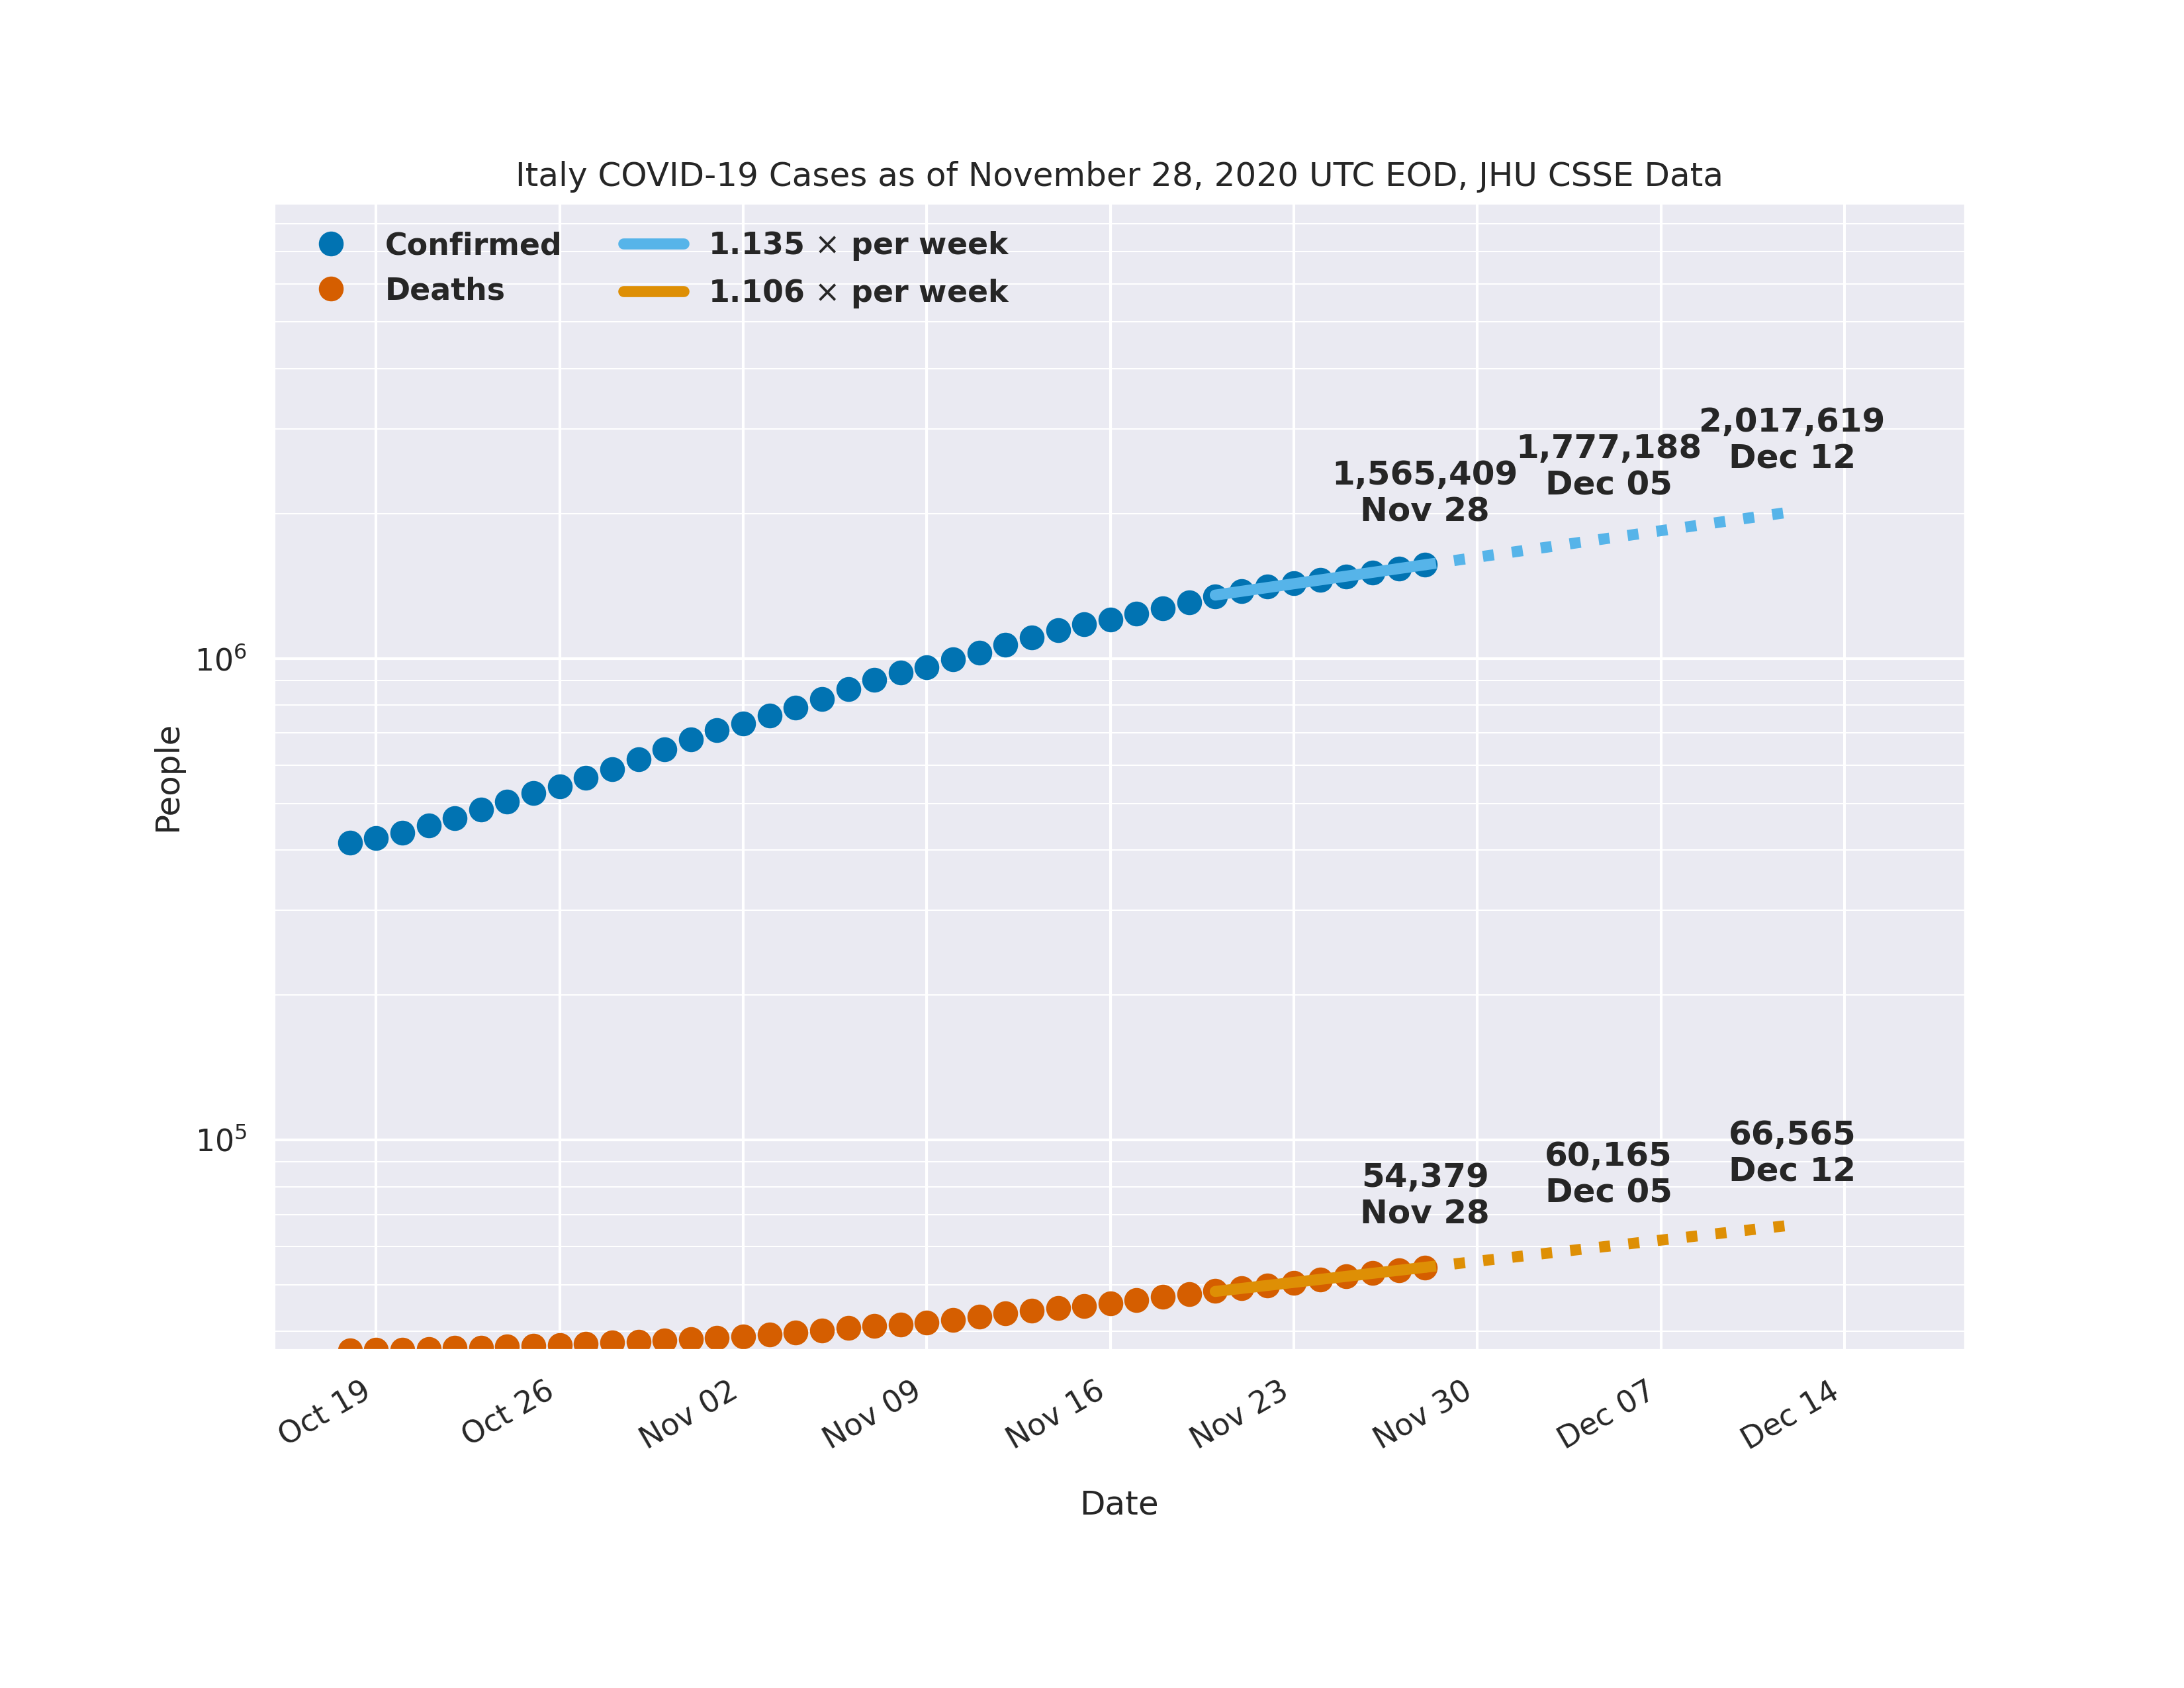 Italy COVID-19 Cases as of November 28, 2020 UTC EOD, JHU CSSE Data
Confirmed
Deaths
1.135 × per week
1.106 × per week
2,017,619
Dec 12
1,777,188
Dec 05
1,565,409
Nov 28
10⁶
People
10⁵
66,565
Dec 12
60,165
Dec 05
54,379
Nov 28
Oct 19
Oct 26
Nov 02
Nov 09
Nov 16
Nov 23
Nov 30
Dec 07
Dec 14
Date